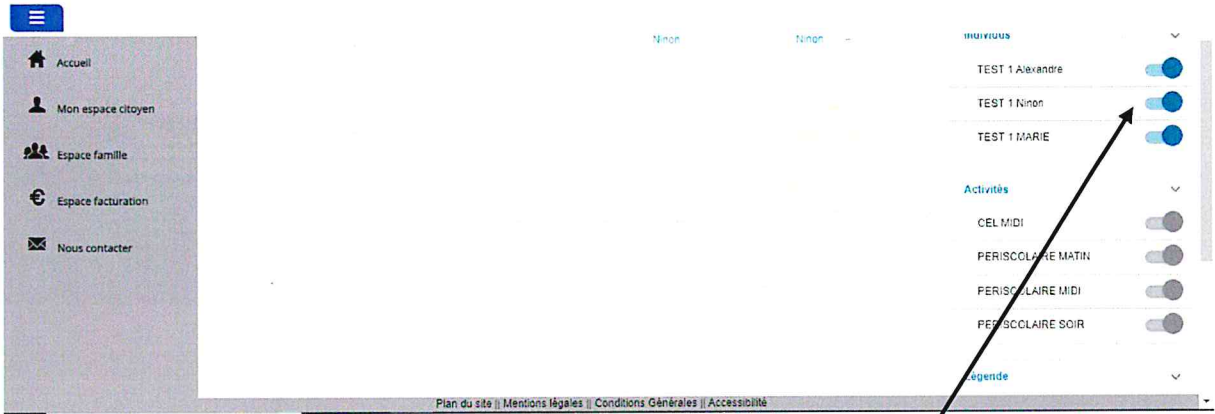 Accueil
Mon espace citoyen
Espace famille
Espace facturation
Nous contacter
Ninon
Ninon
Individus
TEST 1 Alexandre
TEST 1 Ninon
TEST 1 MARIE
Activités
CEL MIDI
PERISCOLAIRE MATIN
PERISCOLAIRE MIDI
PERISCOLAIRE SOIR
Légende
Plan du site || Mentions légales || Conditions Générales || Accessibilité